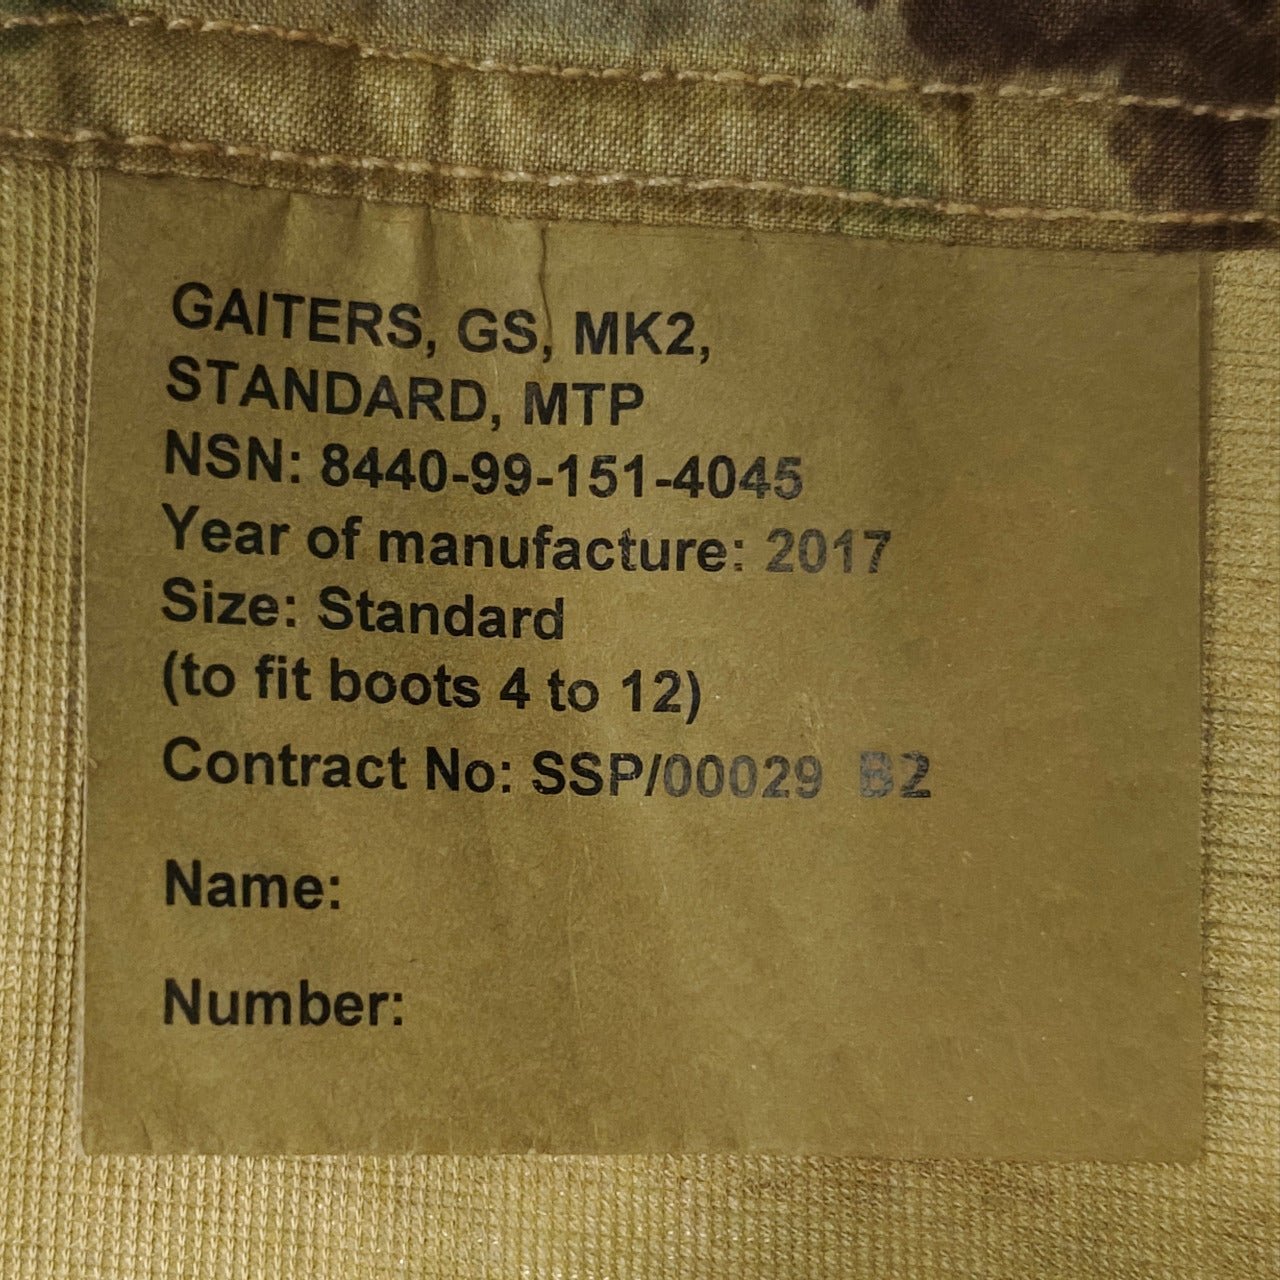 GAITERS, GS, MK2,
STANDARD, MTP
NSN: 8440-99-151-4045
Year of manufacture: 2017
Size: Standard
(to fit boots 4 to 12)
Contract No: SSP/00029 B2
Name:
Number: